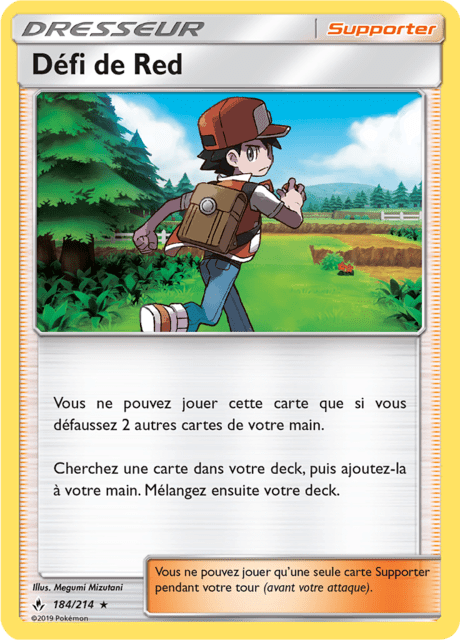 DRESSEUR Supporter
Défi de Red
Vous ne pouvez jouer cette carte que si vous
défaussez 2 autres cartes de votre main.
Cherchez une carte dans votre deck, puis ajoutez-la
à votre main. Mélangez ensuite votre deck.
Vous ne pouvez jouer qu'une seule carte Supporter
pendant votre tour (avant votre attaque).
Illus. Megumi Mizutani
184/214 ★
©2019 Pokémon